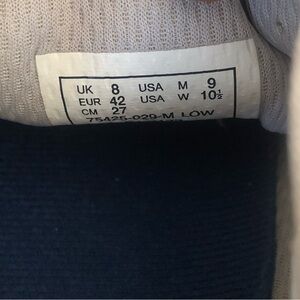 UK 8 USA M 9
EUR 42 USA W 10½
CM 27
75425-029-M LOW